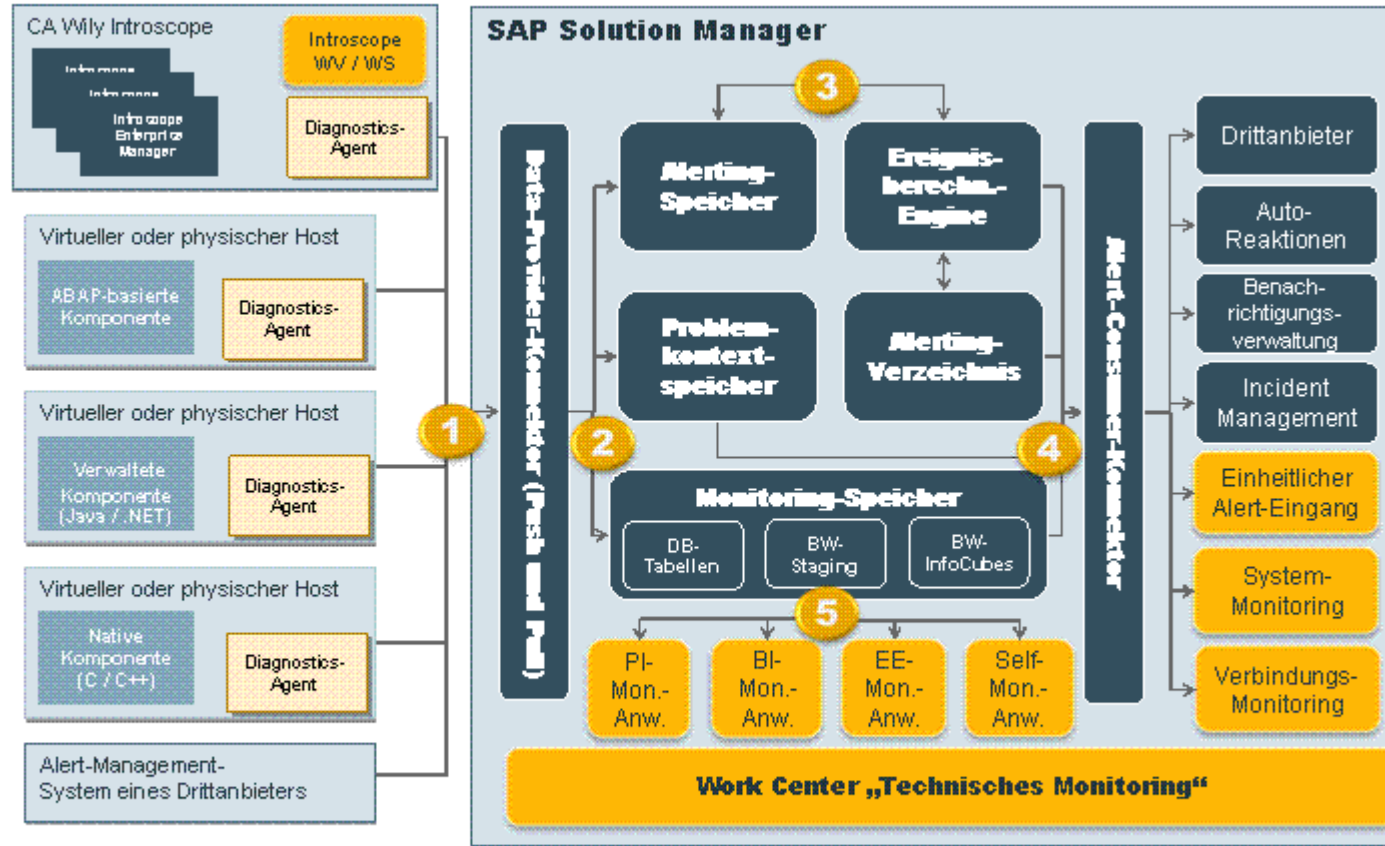 CA Wily Introscope
Introscope
WV / WS
Introscope
Introscope
Introscope
Enterprise
Manager
Diagnostics-
Agent
Virtueller oder physischer Host
ABAP-basierte
Komponente
Diagnostics-
Agent
Virtueller oder physischer Host
Verwaltete
Komponente
(Java / .NET)
Diagnostics-
Agent
Virtueller oder physischer Host
Native
Komponente
(C / C++)
Diagnostics-
Agent
Alert-Management-
System eines Drittanbieters
1
SAP Solution Manager
Data-Provider-Konnektor (Push und Pull)
2
3
Alerting-
Speicher
Ereignis-
berechn.-
Engine
Problem-
kontext-
speicher
Alerting-
Verzeichnis
4
Monitoring-Speicher
DB-
Tabellen
BW-
Staging
BW-
InfoCubes
5
PI-
Mon.-
Anw.
BI-
Mon.-
Anw.
EE-
Mon.-
Anw.
Self-
Mon.-
Anw.
Alert-Consumer-Konnektor
Drittanbieter
Auto-
Reaktionen
Benach-
richtigungs-
verwaltung
Incident
Management
Einheitlicher
Alert-Eingang
System-
Monitoring
Verbindungs-
Monitoring
Work Center „Technisches Monitoring“